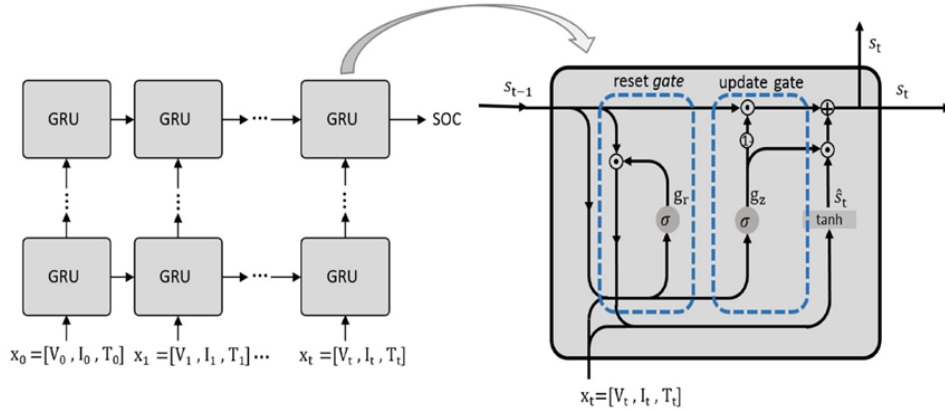 GRU GRU ... GRU SOC
⋮ ⋮ ⋮
GRU GRU ... GRU
x₀=[V₀ , I₀ , T₀] x₁ =[V₁ , I₁ , T₁]... xₜ =[Vₜ , Iₜ , Tₜ]
sₜ
sₜ₋₁ reset gate update gate sₜ
1-
gᵣ g_z ŝₜ
σ σ tanh
xₜ=[Vₜ , Iₜ , Tₜ]